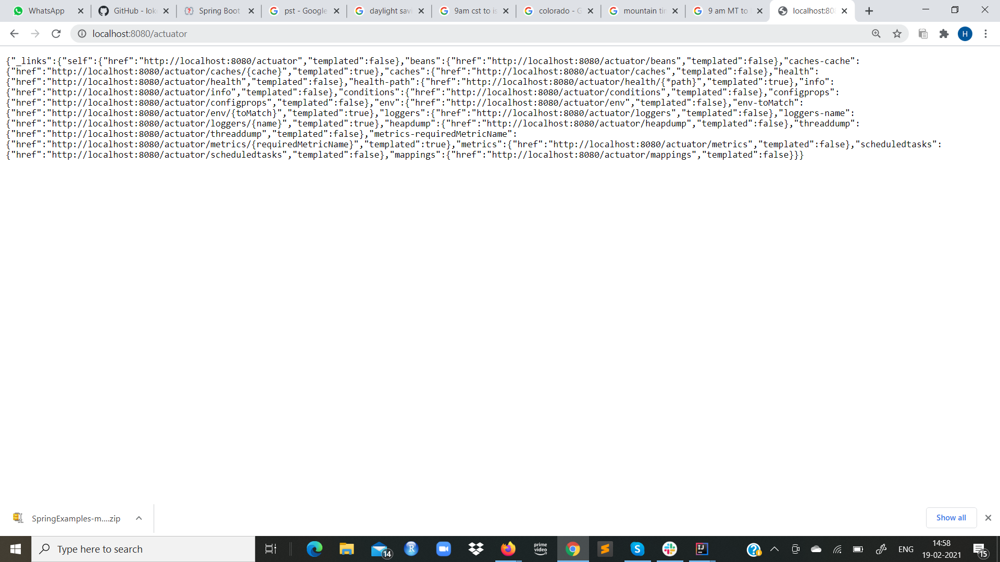 WhatsApp
GitHub - lok
Spring Boot
pst - Google
daylight savi
9am cst to is
colorado - G
mountain tir
9 am MT to
localhost:80
localhost:8080/actuator
H
{"_links":{"self":{"href":"http://localhost:8080/actuator","templated":false},"beans":{"href":"http://localhost:8080/actuator/beans","templated":false},"caches-cache":
{"href":"http://localhost:8080/actuator/caches/{cache}","templated":true},"caches":{"href":"http://localhost:8080/actuator/caches","templated":false},"health":
{"href":"http://localhost:8080/actuator/health","templated":false},"health-path":{"href":"http://localhost:8080/actuator/health/{*path}","templated":true},"info":
{"href":"http://localhost:8080/actuator/info","templated":false},"conditions":{"href":"http://localhost:8080/actuator/conditions","templated":false},"configprops":
{"href":"http://localhost:8080/actuator/configprops","templated":false},"env":{"href":"http://localhost:8080/actuator/env","templated":false},"env-toMatch":
{"href":"http://localhost:8080/actuator/env/{toMatch}","templated":true},"loggers":{"href":"http://localhost:8080/actuator/loggers","templated":false},"loggers-name":
{"href":"http://localhost:8080/actuator/loggers/{name}","templated":true},"heapdump":{"href":"http://localhost:8080/actuator/heapdump","templated":false},"threaddump":
{"href":"http://localhost:8080/actuator/threaddump","templated":false},"metrics-requiredMetricName":
{"href":"http://localhost:8080/actuator/metrics/{requiredMetricName}","templated":true},"metrics":{"href":"http://localhost:8080/actuator/metrics","templated":false},"scheduledtasks":
{"href":"http://localhost:8080/actuator/scheduledtasks","templated":false},"mappings":{"href":"http://localhost:8080/actuator/mappings","templated":false}}}
SpringExamples-m....zip
Show all
Type here to search
14
R
prime
video
S
IJ
ENG
14:58
19-02-2021
15